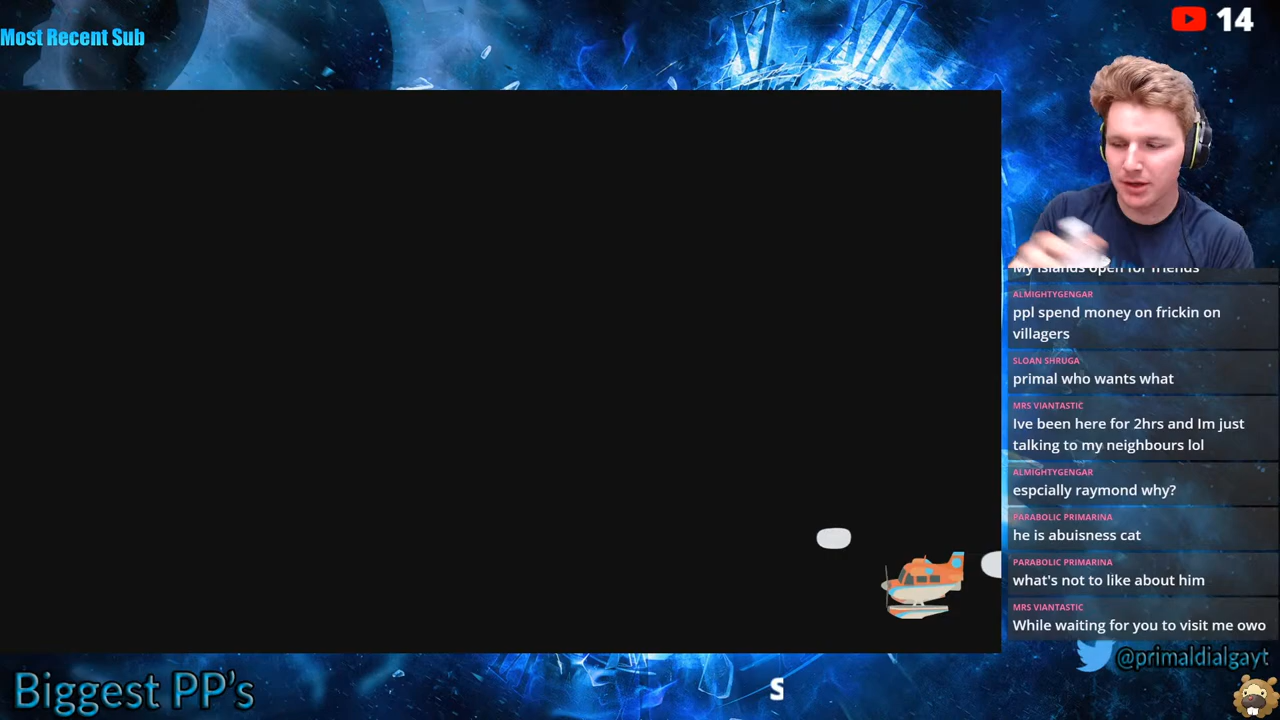 Most Recent Sub
14
My islands open for friends
ALMIGHTYGENGAR
ppl spend money on frickin on
villagers
SLOAN SHRUGA
primal who wants what
MRS VIANTASTIC
Ive been here for 2hrs and Im just
talking to my neighbours lol
ALMIGHTYGENGAR
espcially raymond why?
PARABOLIC PRIMARINA
he is abuisness cat
PARABOLIC PRIMARINA
what's not to like about him
MRS VIANTASTIC
While waiting for you to visit me owo
@primaldialgayt
Biggest PP's
S